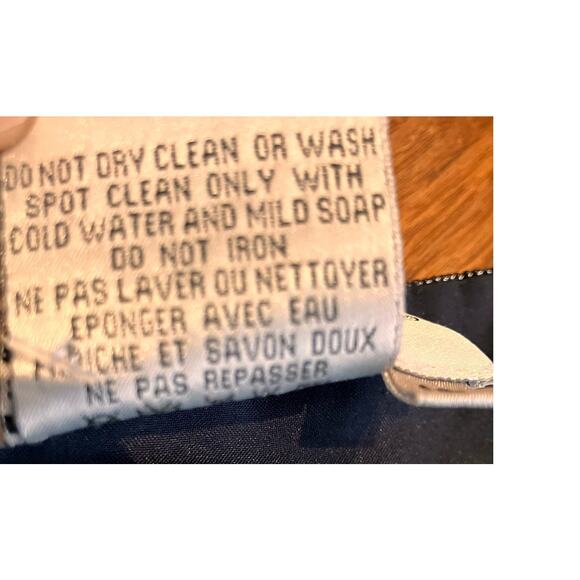 DO NOT DRY CLEAN OR WASH
SPOT CLEAN ONLY WITH
COLD WATER AND MILD SOAP
DO NOT IRON
NE PAS LAVER OU NETTOYER
EPONGER AVEC EAU
ET SAVON DOUX
NE PAS REPASSER